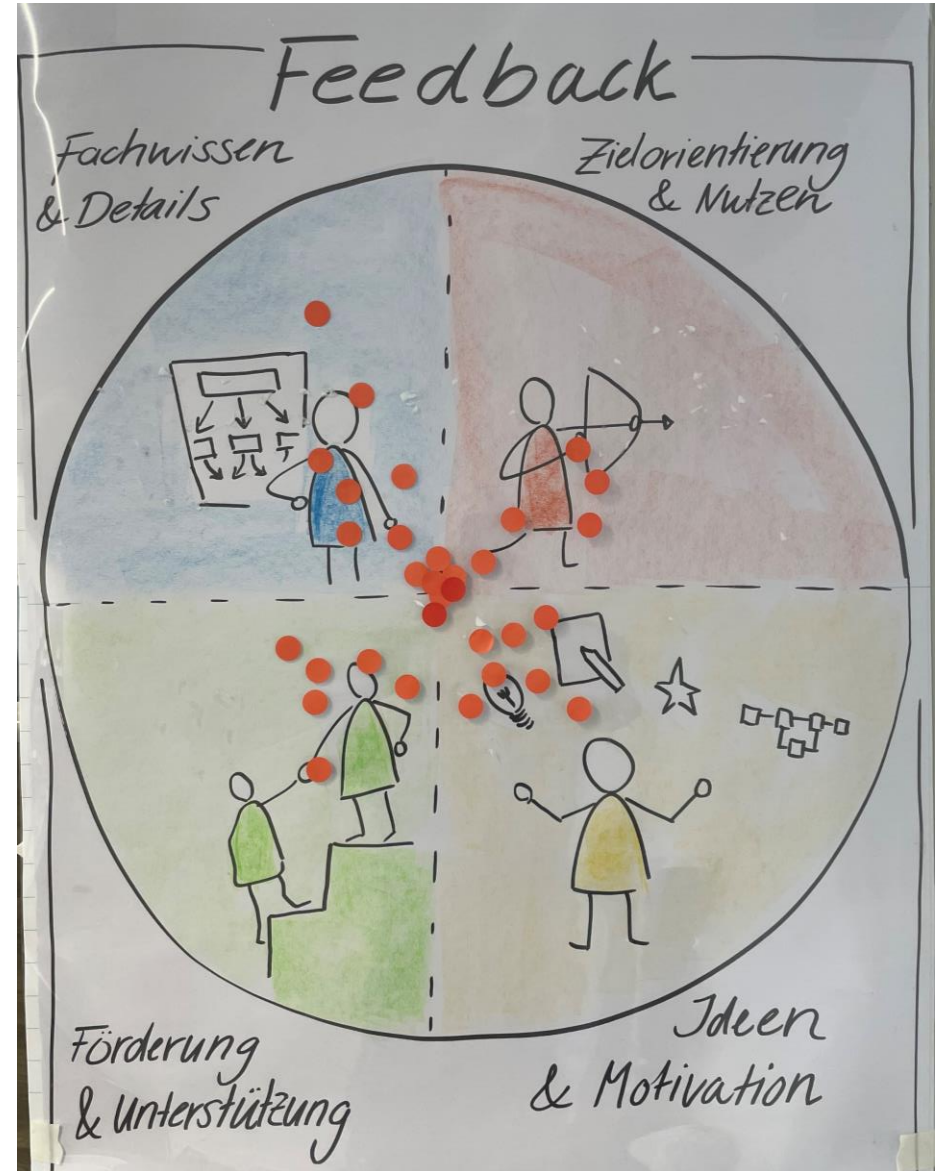 Feedback
Fachwissen
& Details
Zielorientierung
& Nutzen
Förderung
& Unterstützung
Ideen
& Motivation